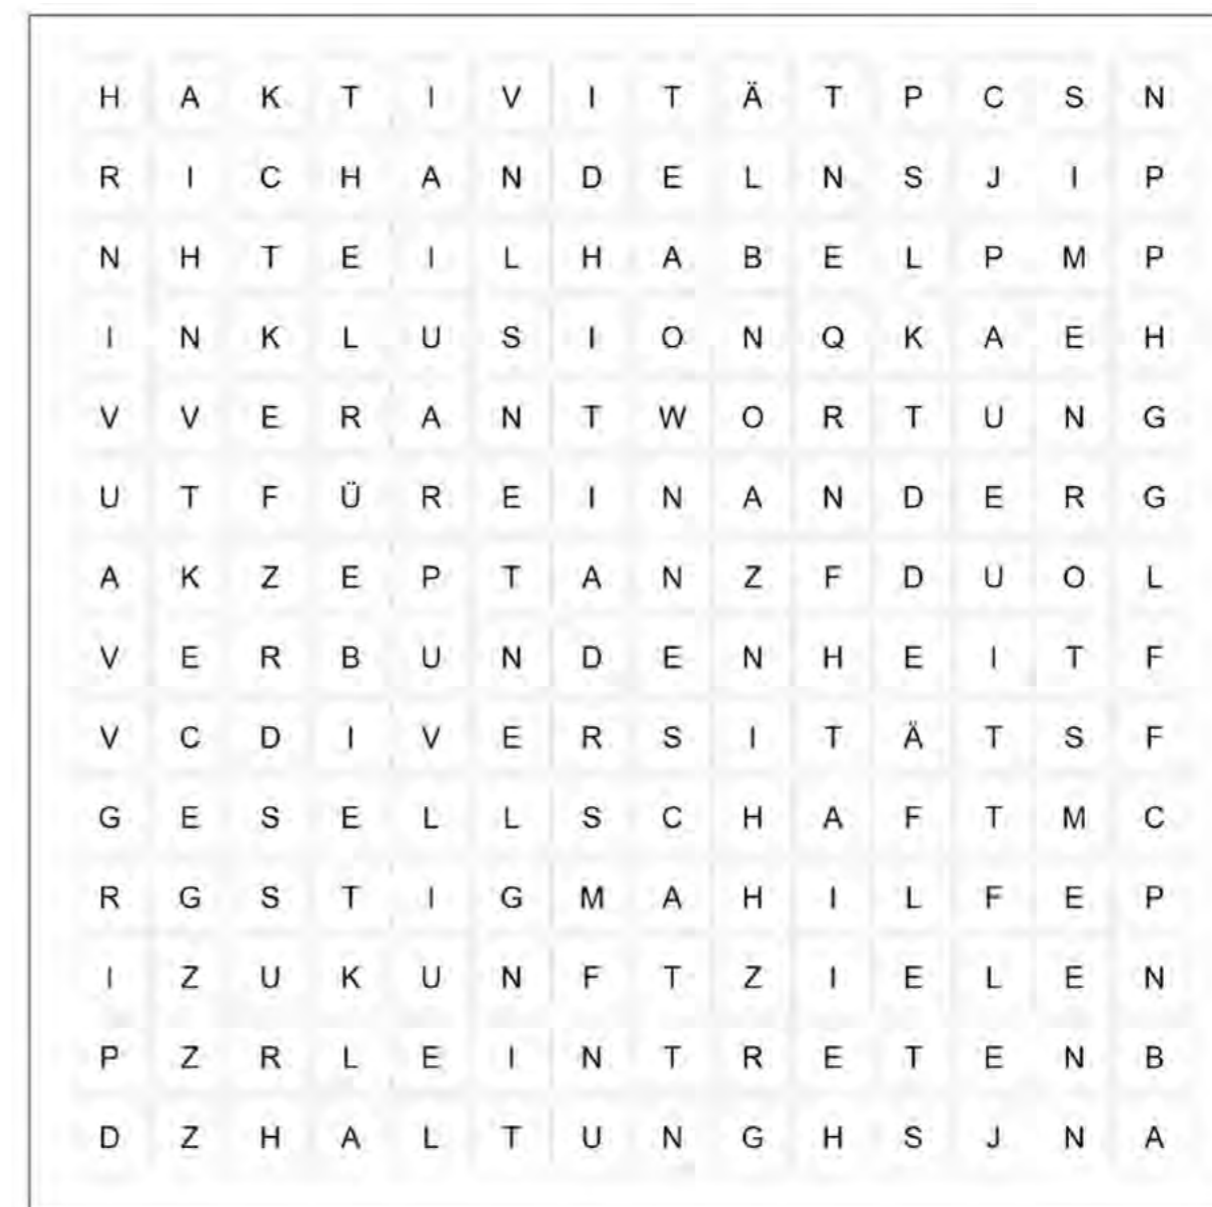 H A K T I V I T Ä T P C S N
R I C H A N D E L N S J I P
N H T E I L H A B E L P M P
I N K L U S I O N Q K A E H
V V E R A N T W O R T U N G
U T F Ü R E I N A N D E R G
A K Z E P T A N Z F D U O L
V E R B U N D E N H E I T F
V C D I V E R S I T Ä T S F
G E S E L L S C H A F T M C
R G S T I G M A H I L F E P
I Z U K U N F T Z I E L E N
P Z R L E I N T R E T E N B
D Z H A L T U N G H S J N A